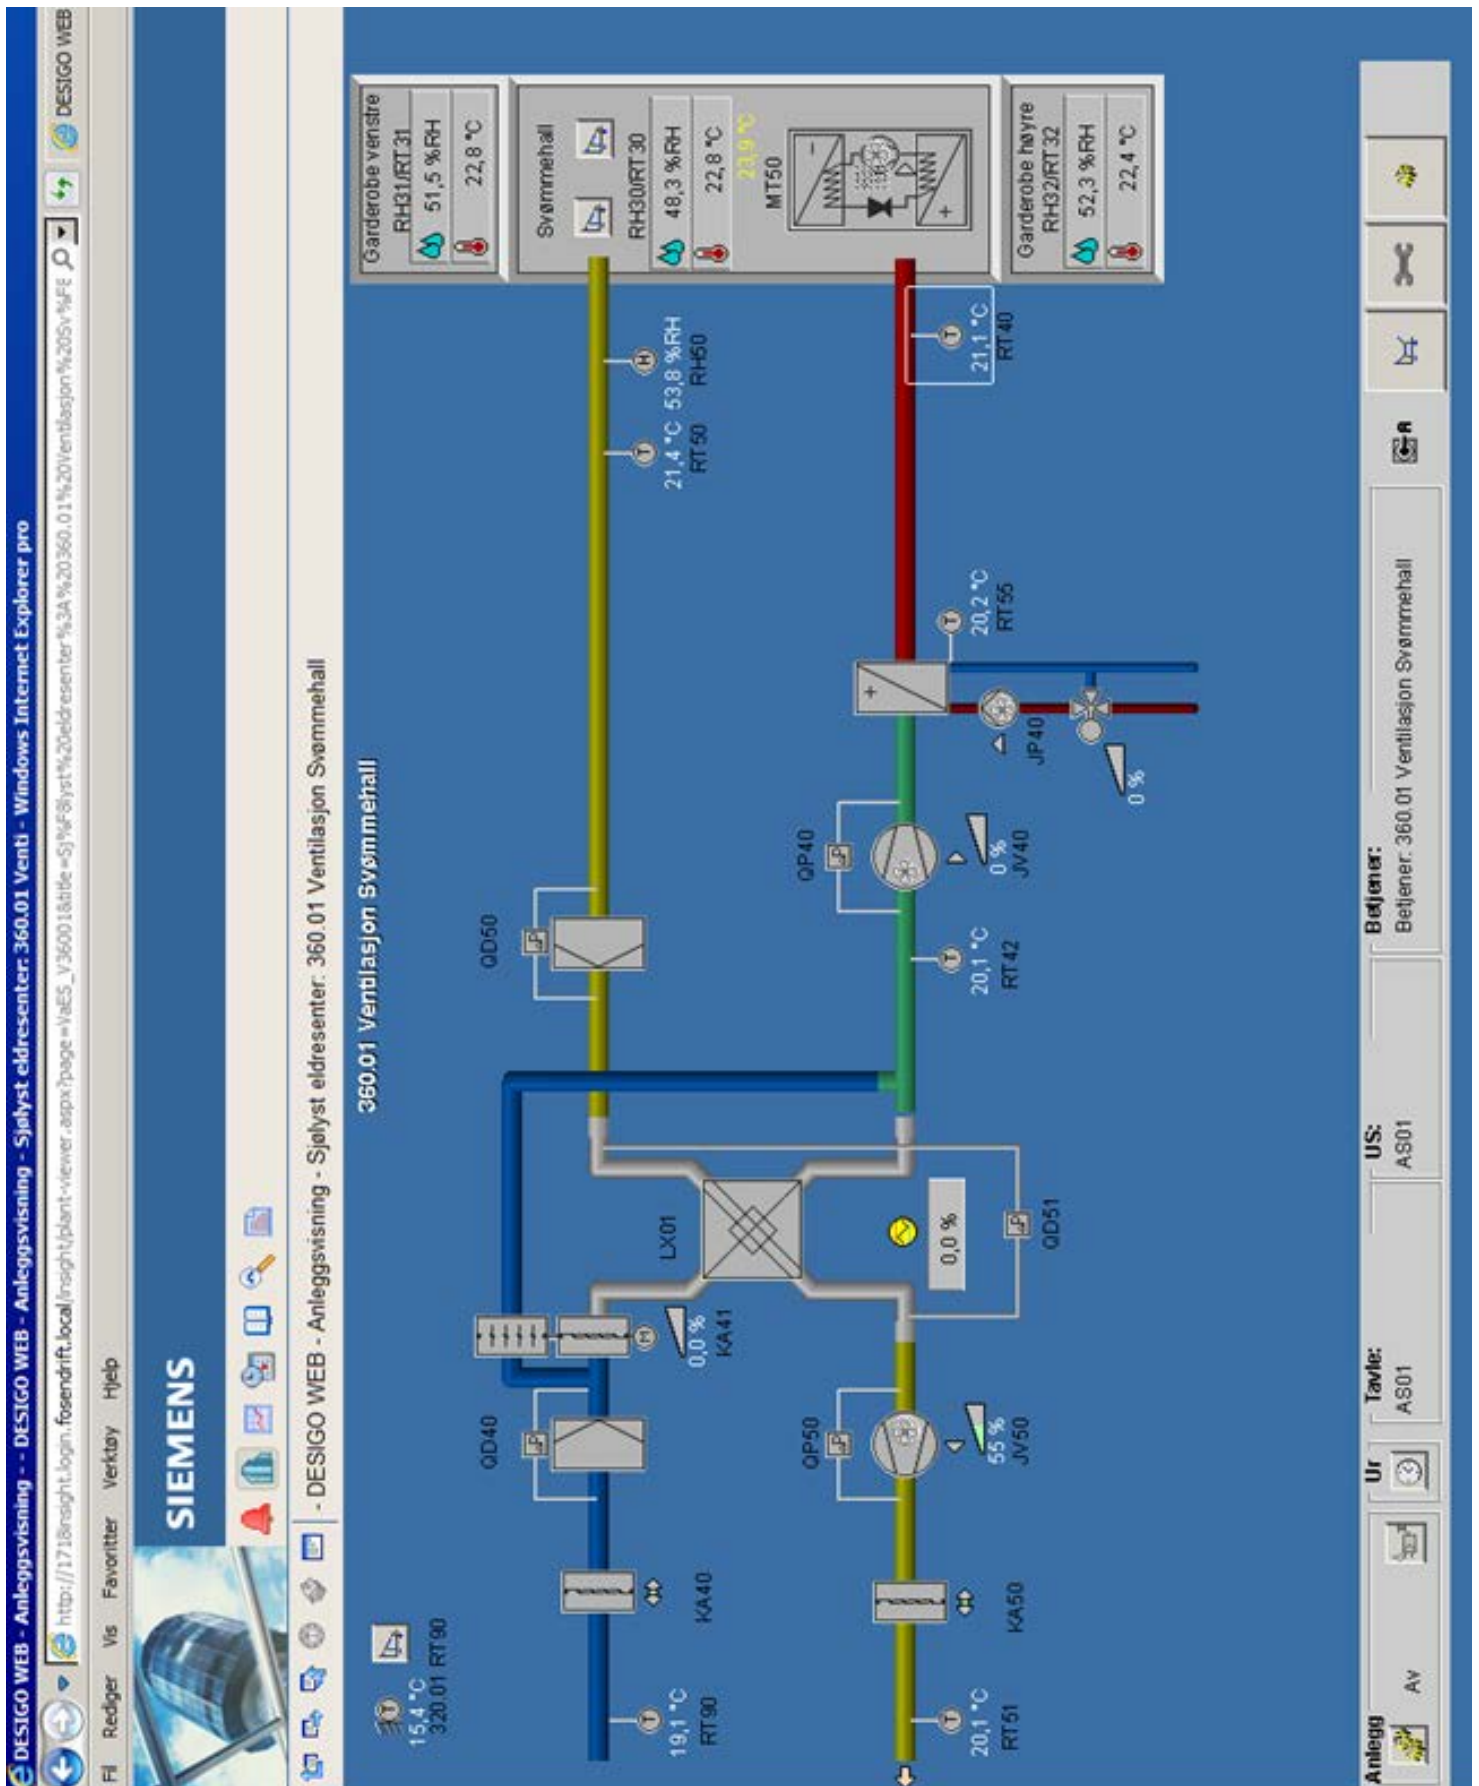 DESIGO WEB - Anleggsvisning - - DESIGO WEB - Anleggsvisning - Sjølyst eldresenter: 360.01 Venti - Windows Internet Explorer pro
DESIGO WEB
Fil Rediger Vis Favoritter Verktøy Hjelp
SIEMENS
- DESIGO WEB - Anleggsvisning - Sjølyst eldresenter: 360.01 Ventilasjon Svømmehall
360.01 Ventilasjon Svømmehall
15,4 °C
320.01 RT90
Garderobe venstre
RH31/RT31
51,5 %RH
22,8 °C
QD40
QD50
Svømmehall
RH30/RT30
48,3 %RH
22,8 °C
23,9 °C
MT50
19,1 °C
RT90
KA40
0,0 %
KA41
LX01
21,4 °C 53,8 %RH
RT50 RH50
QP50
QP40
0,0 %
20,1 °C
RT51
KA50
55 %
JV50
QD51
20,1 °C
RT42
0 %
JV40
JP40
0 %
20,2 °C
RT55
21,1 °C
RT40
Garderobe høyre
RH32/RT32
52,3 %RH
22,4 °C
Anlegg Ur Tavle: US: Betjener:
Av AS01 AS01 Betjener: 360.01 Ventilasjon Svømmehall